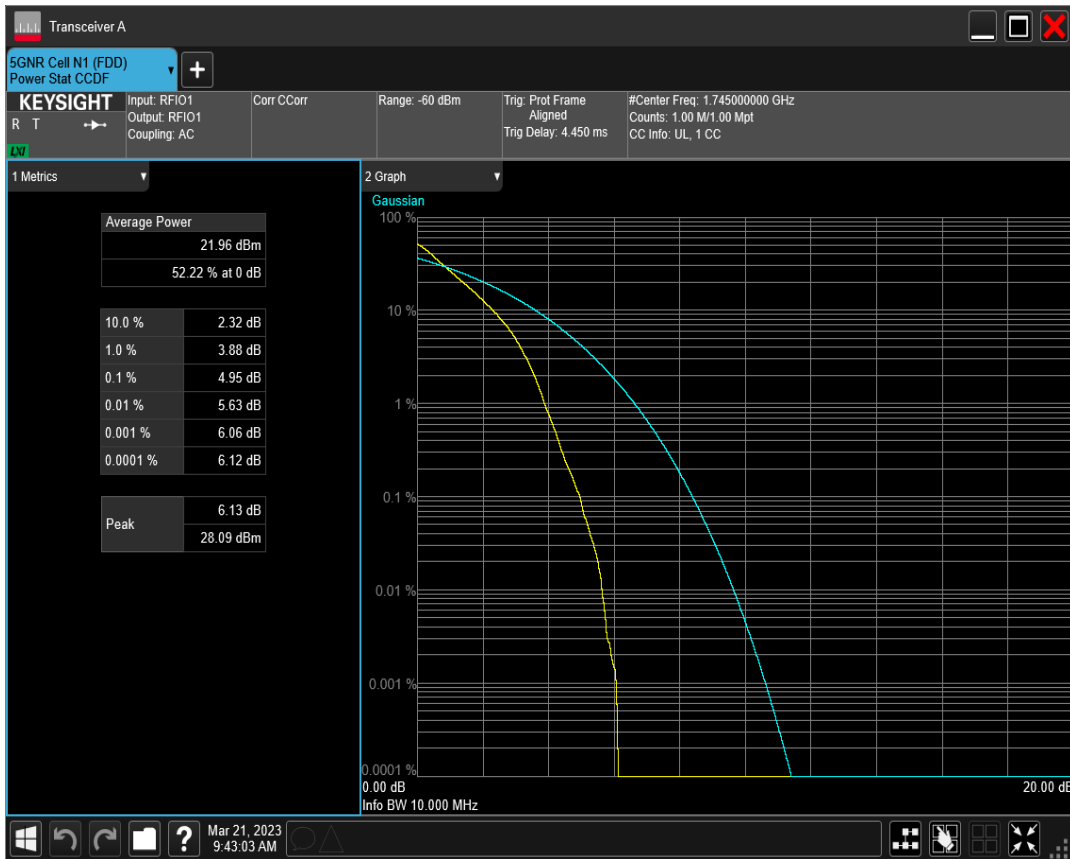 Transceiver A
5GNR Cell N1 (FDD)
Power Stat CCDF
+
KEYSIGHT
R T
LXI
Input: RFIO1
Output: RFIO1
Coupling: AC
Corr CCorr
Range: -60 dBm
Trig: Prot Frame
Aligned
Trig Delay: 4.450 ms
#Center Freq: 1.745000000 GHz
Counts: 1.00 M/1.00 Mpt
CC Info: UL, 1 CC
1 Metrics
Average Power
21.96 dBm
52.22 % at 0 dB
10.0 % 2.32 dB
1.0 % 3.88 dB
0.1 % 4.95 dB
0.01 % 5.63 dB
0.001 % 6.06 dB
0.0001 % 6.12 dB
Peak
6.13 dB
28.09 dBm
2 Graph
Gaussian
100 %
10 %
1 %
0.1 %
0.01 %
0.001 %
0.0001 %
0.00 dB
20.00 dB
Info BW 10.000 MHz
?
Mar 21, 2023
9:43:03 AM